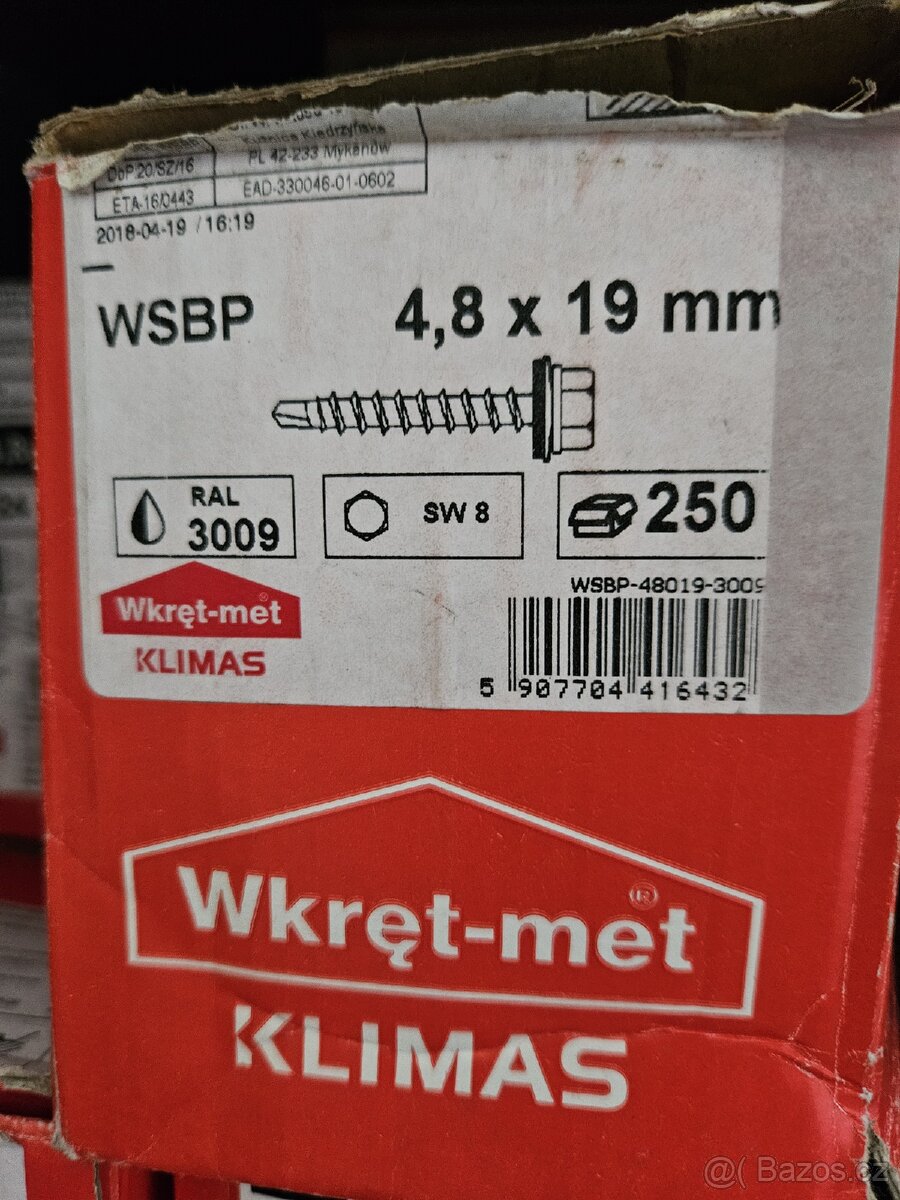 Kuźnica Kiedrzyńska
DoP 20/SZ/16 PL 42-233 Mykanów
ETA-16/0443 EAD-330046-01-0602
2018-04-19 / 16:19
WSBP 4,8 x 19 mm
RAL
3009
SW 8
250
WSBP-48019-3009
Wkręt-met®
KLIMAS
5 907704 416432
Wkręt-met®
KLIMAS
@( Bazos.cz